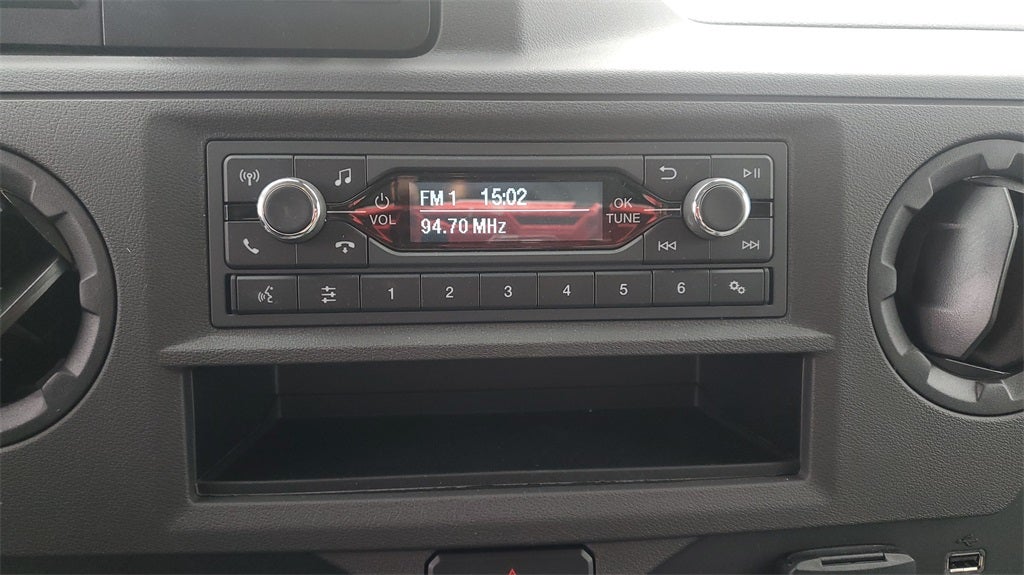 FM 1 15:02
94.70 MHz
VOL
OK
TUNE
1 2 3 4 5 6